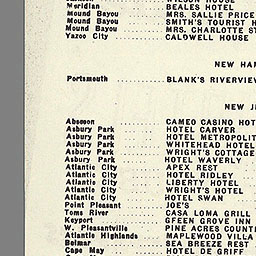 Meridian ........ BEALES HOTEL
Mound Bayou ........ MRS. SALLIE PRICE
Mound Bayou ........ SMITH'S TOURIST H
Mound Bayou ........ MRS. CHARLOTTE S
Yazoo City ........ CALDWELL HOUSE
NEW HAM
Portsmouth ........ BLANK'S RIVERVIEW
NEW J
Absecon ........ CAMEO CASINO HOT
Asbury Park ........ HOTEL CARVER
Asbury Park ........ HOTEL METROPOLIT
Asbury Park ........ WHITEHEAD HOTEL
Asbury Park ........ WRIGHT'S COTTAGE
Asbury Park ........ HOTEL WAVERLY
Atlantic City ........ APEX REST
Atlantic City ........ HOTEL RIDLEY
Atlantic City ........ LIBERTY HOTEL
Atlantic City ........ WRIGHT'S HOTEL
Atlantic City ........ HOTEL SWAN
Point Pleasant ........ JOE'S
Toms River ........ CASA LOMA GRILL
Keyport ........ GREEN GROVE INN
W. Pleasantville ........ PINE ACRES COUNT
Atlantic Highlands ........ MAPLEWOOD VILLA
Belmar ........ SEA BREEZE REST
Cape May ........ HOTEL DE GRIFF